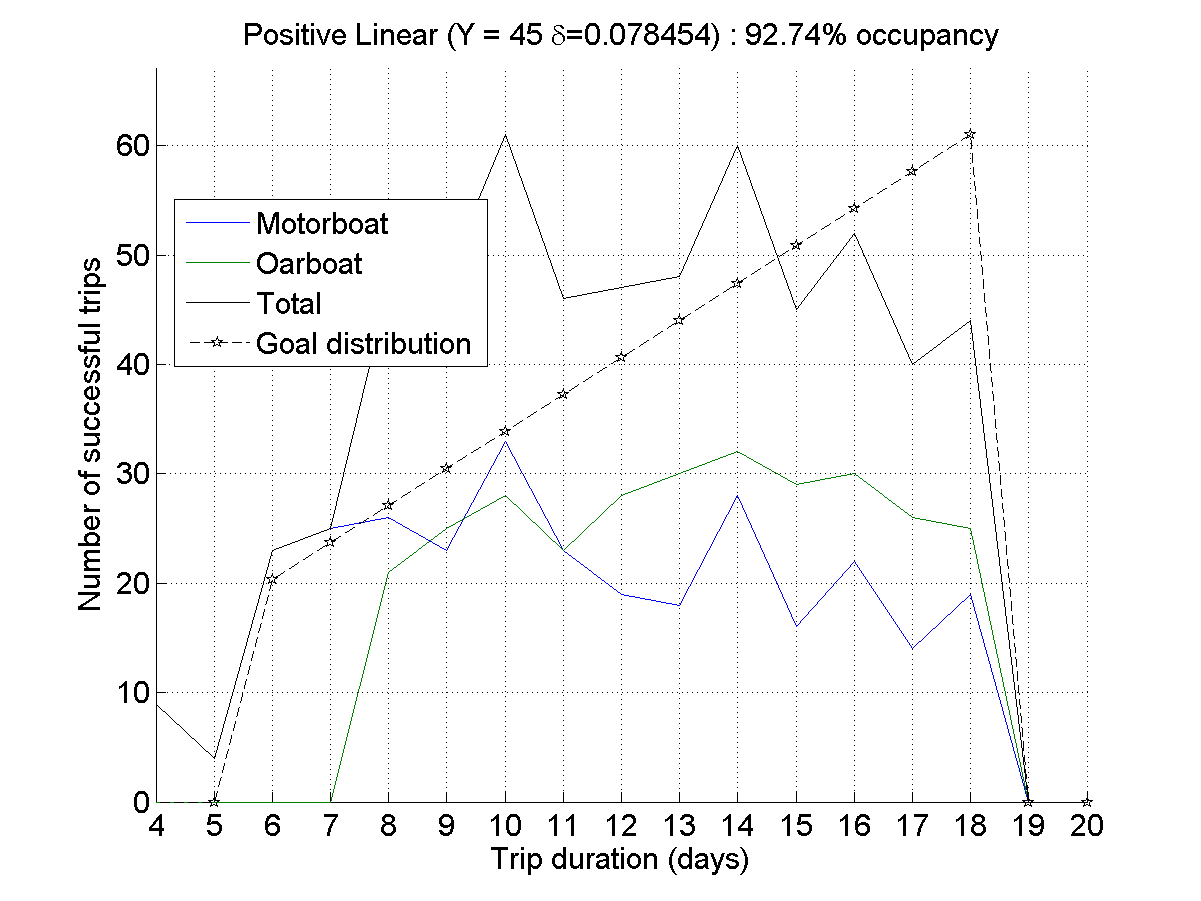 Positive Linear (Y = 45 δ=0.078454) : 92.74% occupancy
Number of successful trips
60
50
40
30
20
10
0
Motorboat
Oarboat
Total
Goal distribution
4 5 6 7 8 9 10 11 12 13 14 15 16 17 18 19 20
Trip duration (days)